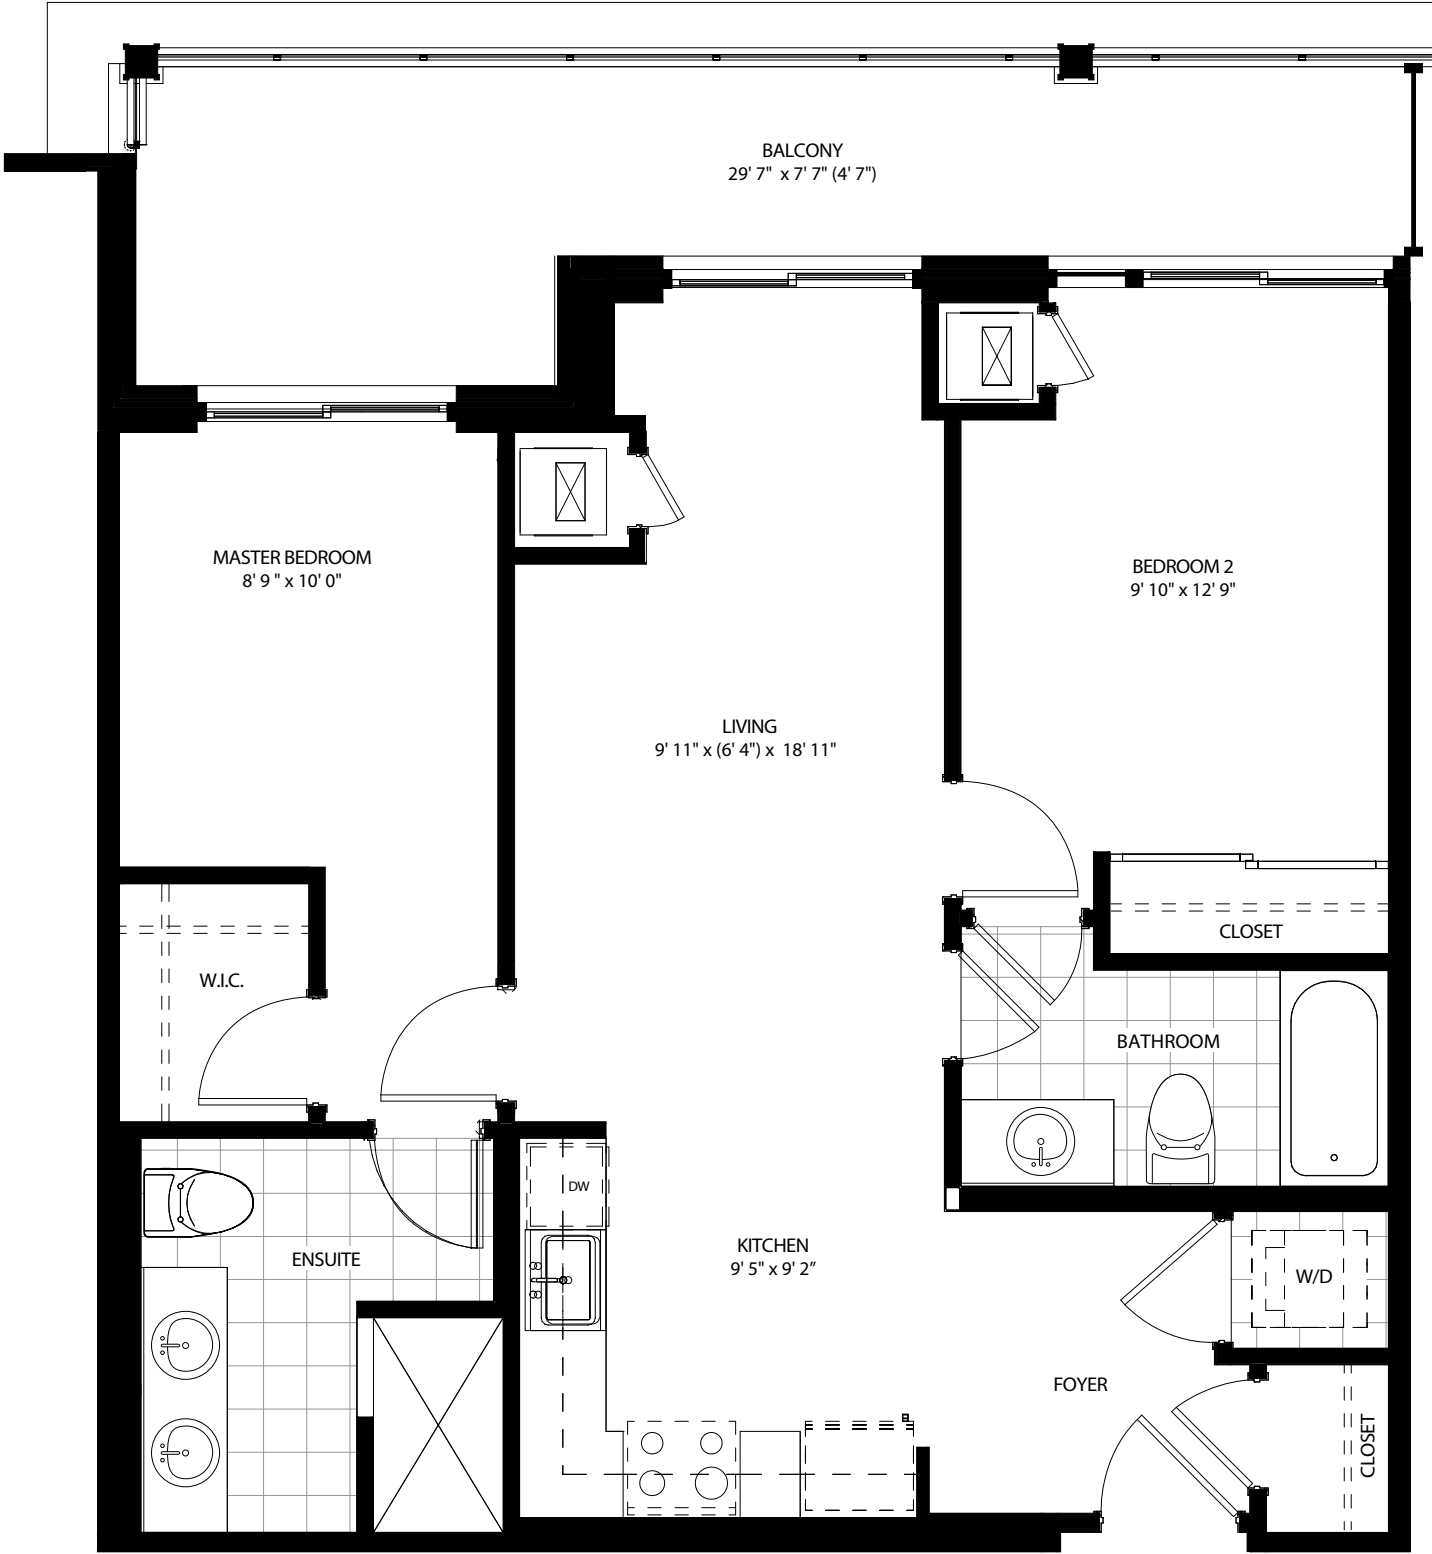 BALCONY
29' 7" x 7' 7" (4' 7")
MASTER BEDROOM
8' 9 " x 10' 0"
BEDROOM 2
9' 10" x 12' 9"
LIVING
9' 11" x (6' 4") x 18' 11"
CLOSET
W.I.C.
BATHROOM
DW
ENSUITE
KITCHEN
9' 5" x 9' 2"
W/D
FOYER
CLOSET